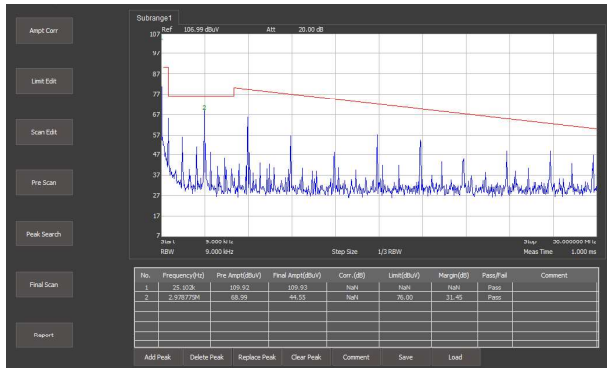 Subrange1
Ref 106.99 dBuV Att 20.00 dB
Ampt Corr
Limit Edit
Scan Edit
Pre Scan
Peak Search
Final Scan
Report
107
97
87
77
67
57
47
37
27
17
7
2
Start 9.000 kHz Stop 30.000000 MHz
RBW 9.000 kHz Step Size 1/3 RBW Meas Time 1.000 ms
No. Frequency(Hz) Pre Ampt(dBuV) Final Ampt(dBuV) Corr.(dB) Limit(dBuV) Margin(dB) Pass/Fail Comment
1 25.102k 109.92 109.93 NaN NaN NaN Pass
2 2.978775M 68.99 44.55 NaN 76.00 31.45 Pass
Add Peak Delete Peak Replace Peak Clear Peak Comment Save Load